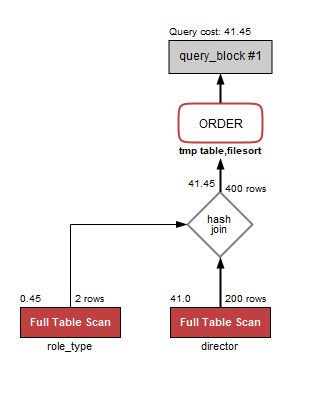 Query cost: 41.45
query_block #1
ORDER
tmp table,filesort
41.45 400 rows
hash
join
0.45 2 rows 41.0 200 rows
Full Table Scan Full Table Scan
role_type director